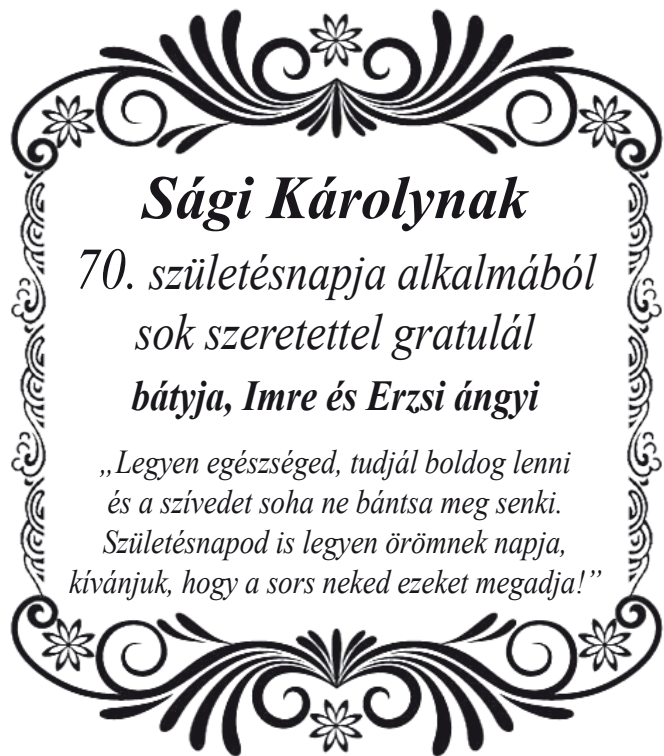 Sági Károlynak
70. születésnapja alkalmából
sok szeretettel gratulál
bátyja, Imre és Erzsi ángyi
„Legyen egészséged, tudjál boldog lenni
és a szívedet soha ne bántsa meg senki.
Születésnapod is legyen örömnek napja,
kívánjuk, hogy a sors neked ezeket megadja!”